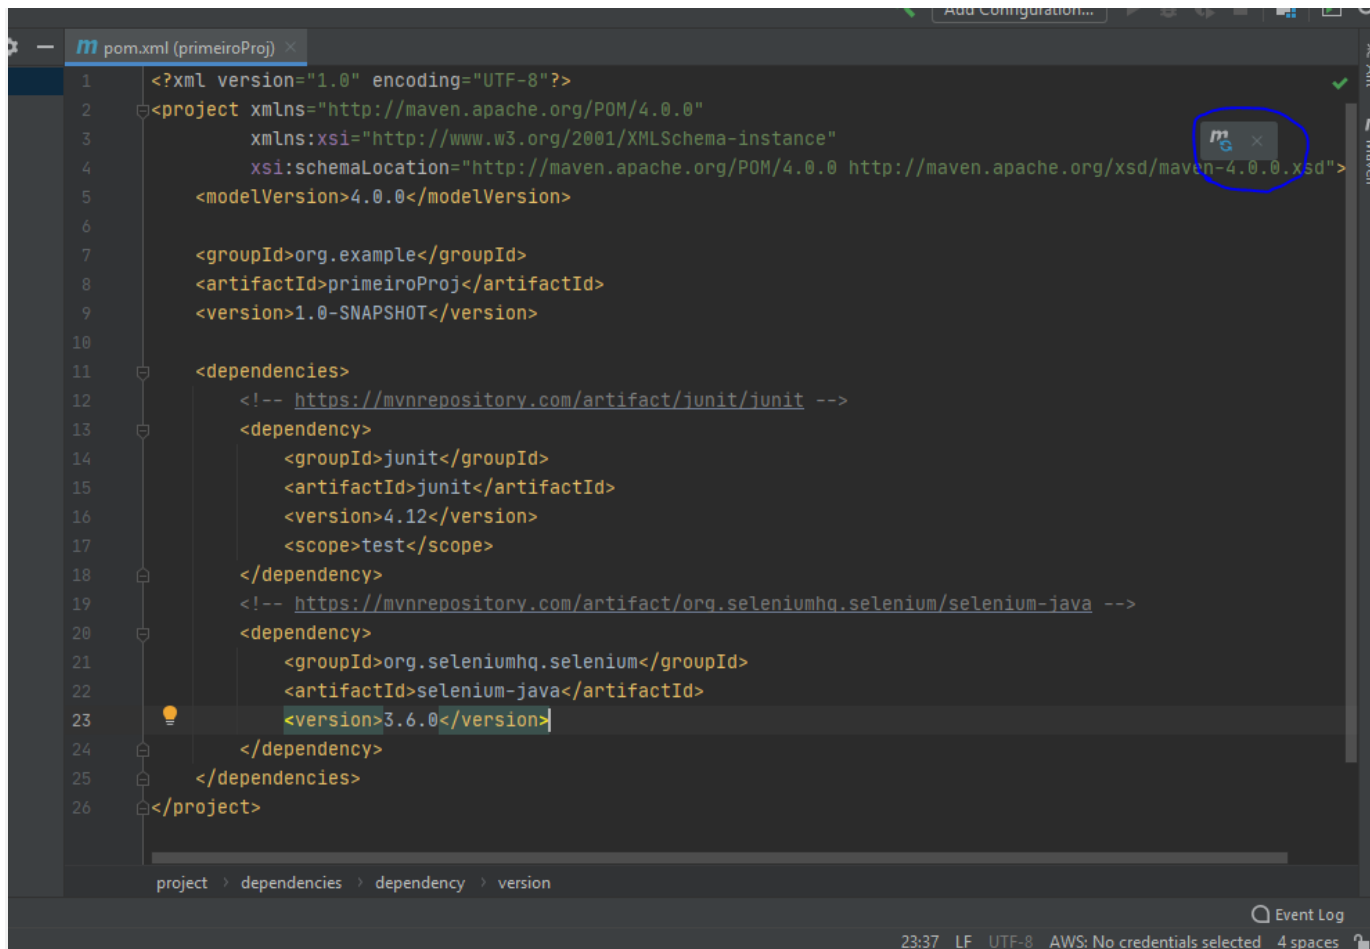 Add Configuration...
pom.xml (primeiroProj)
1 <?xml version="1.0" encoding="UTF-8"?>
2 <project xmlns="http://maven.apache.org/POM/4.0.0"
3 xmlns:xsi="http://www.w3.org/2001/XMLSchema-instance"
4 xsi:schemaLocation="http://maven.apache.org/POM/4.0.0 http://maven.apache.org/xsd/maven-4.0.0.xsd">
5 <modelVersion>4.0.0</modelVersion>
6
7 <groupId>org.example</groupId>
8 <artifactId>primeiroProj</artifactId>
9 <version>1.0-SNAPSHOT</version>
10
11 <dependencies>
12 <!-- https://mvnrepository.com/artifact/junit/junit -->
13 <dependency>
14 <groupId>junit</groupId>
15 <artifactId>junit</artifactId>
16 <version>4.12</version>
17 <scope>test</scope>
18 </dependency>
19 <!-- https://mvnrepository.com/artifact/org.seleniumhq.selenium/selenium-java -->
20 <dependency>
21 <groupId>org.seleniumhq.selenium</groupId>
22 <artifactId>selenium-java</artifactId>
23 <version>3.6.0</version>
24 </dependency>
25 </dependencies>
26 </project>
project > dependencies > dependency > version
Event Log
23:37 LF UTF-8 AWS: No credentials selected 4 spaces